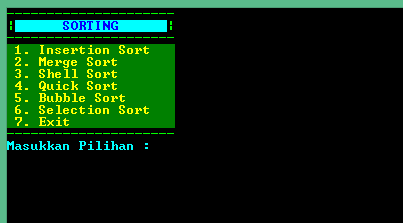 SORTING
1. Insertion Sort
2. Merge Sort
3. Shell Sort
4. Quick Sort
5. Bubble Sort
6. Selection Sort
7. Exit
Masukkan Pilihan :